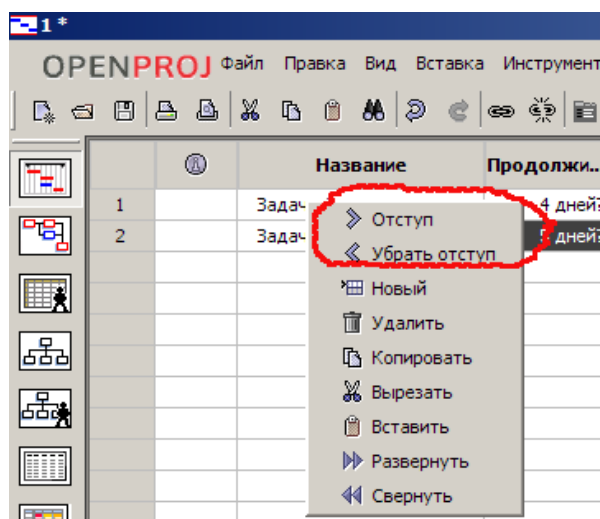 1 *
OPENPROJ Файл Правка Вид Вставка Инструмент
Название Продолжи...
1 Задач 4 дней?
2 Задач дней?
Отступ
Убрать отступ
Новый
Удалить
Копировать
Вырезать
Вставить
Развернуть
Свернуть